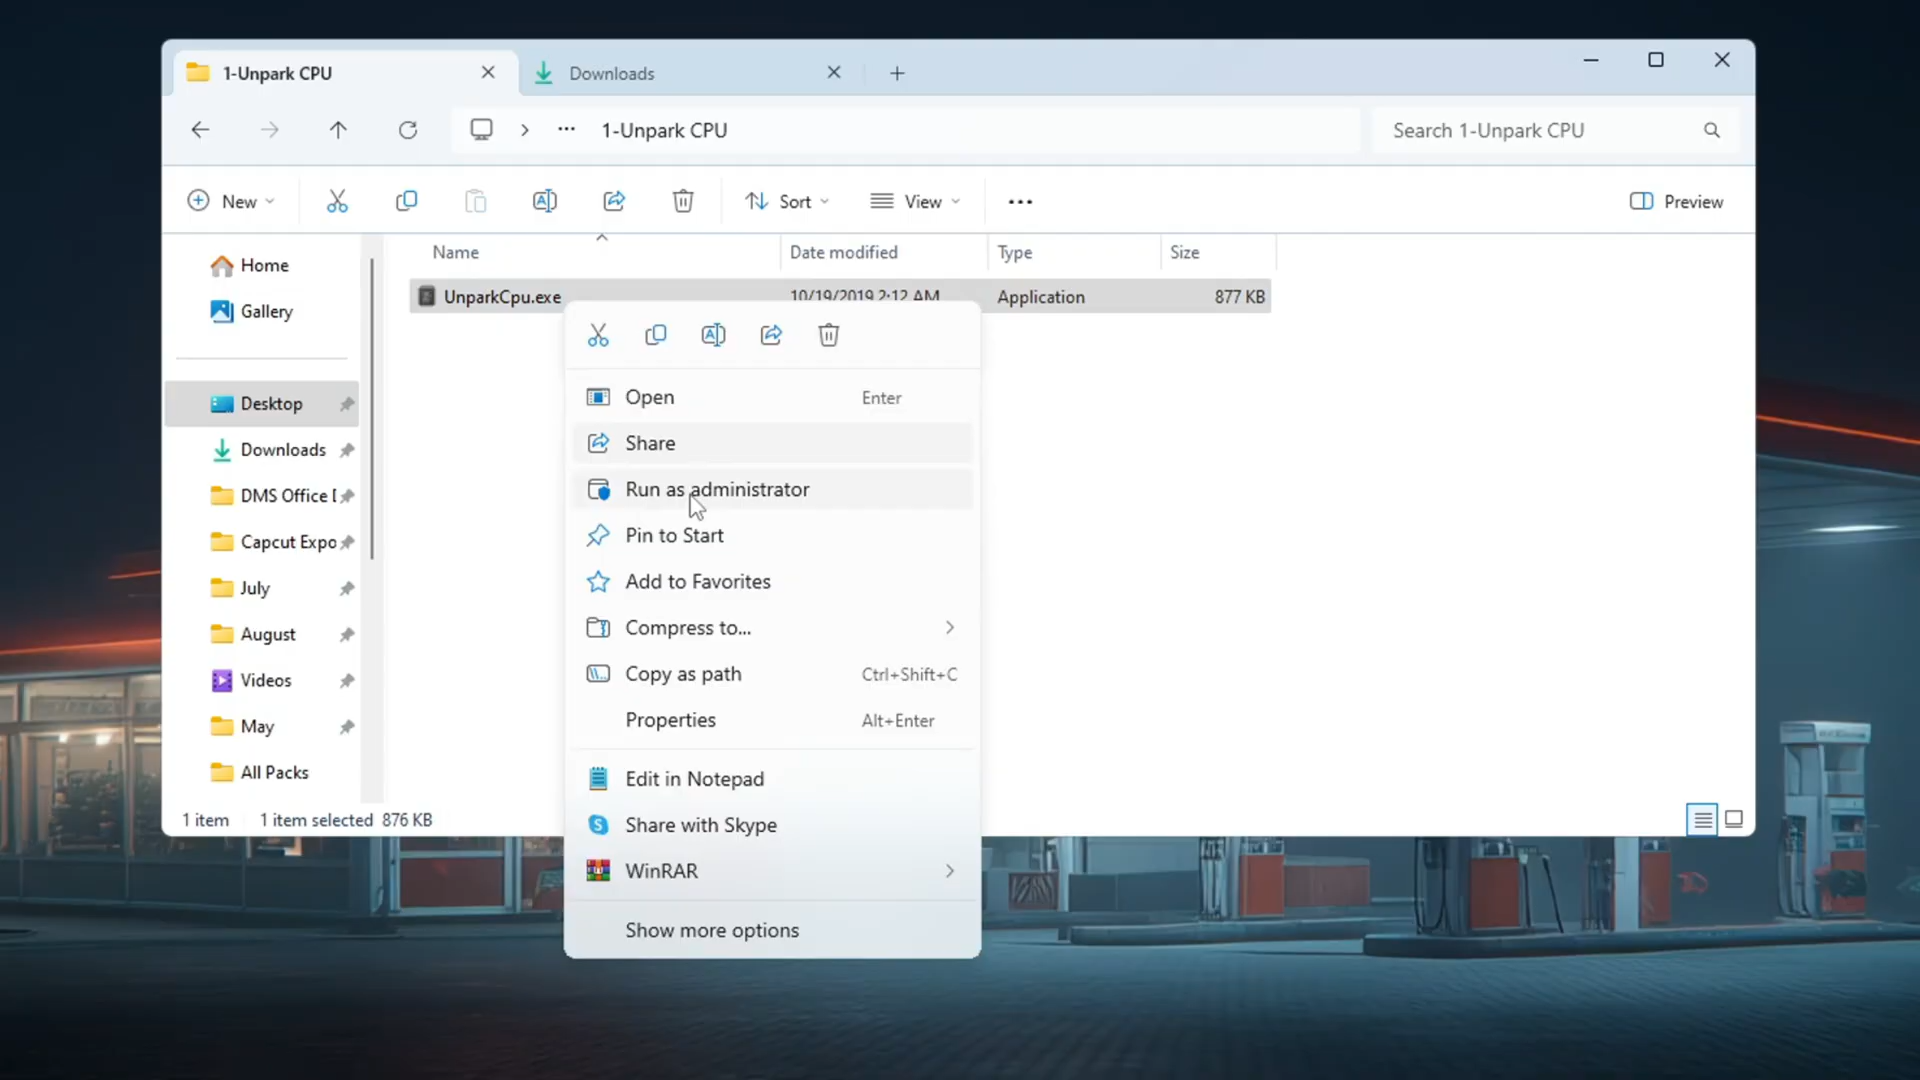 1-Unpark CPU
Downloads
1-Unpark CPU
Search 1-Unpark CPU
New
Sort
View
Preview
Name
Date modified
Type
Size
Home
Gallery
Desktop
Downloads
DMS Office
Capcut Expo
July
August
Videos
May
All Packs
UnparkCpu.exe
10/19/2019 2:12 AM
Application
877 KB
Open
Enter
Share
Run as administrator
Pin to Start
Add to Favorites
Compress to...
Copy as path
Ctrl+Shift+C
Properties
Alt+Enter
Edit in Notepad
Share with Skype
WinRAR
Show more options
1 item
1 item selected 876 KB